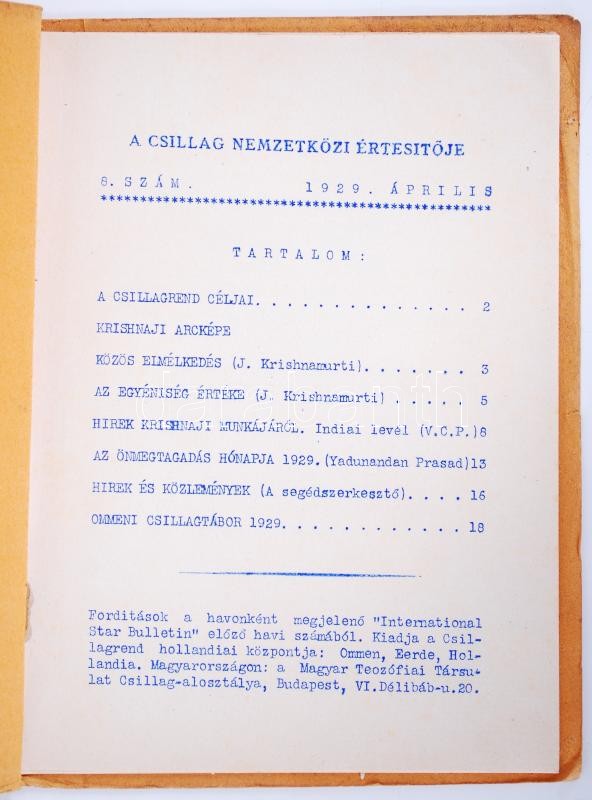 A CSILLAG NEMZETKÖZI ÉRTESITŐJE
8. SZÁM. 1929. ÁPRILIS
************************************************
TARTALOM:
A CSILLAGREND CÉLJAI. . . . . . . . . . . . . . . 2
KRISHNAJI ARCKÉPE
KÖZÖS ELMÉLKEDÉS (J. Krishnamurti). . . . . . . 3
AZ EGYÉNISÉG ÉRTÉKE (J. Krishnamurti) . . . . . 5
HIREK KRISHNAJI MUNKÁJÁRÓL. Indiai levél (V.C.P.)8
AZ ÖNMEGTAGADÁS HÓNAPJA 1929.(Yadunandan Prasad)13
HIREK ÉS KÖZLEMÉNYEK (A segédszerkesztő). . . . 16
OMMENI CSILLAGTÁBOR 1929. . . . . . . . . . . . 18
Forditások a havonként megjelenő "International
Star Bulletin" előző havi számából. Kiadja a Csil-
lagrend hollandiai központja: Ommen, Eerde, Hol-
landia. Magyarországon: a Magyar Teozófiai Társu-
lat Csillag-alosztálya, Budapest, VI.Délibáb-u.20.
darabanth